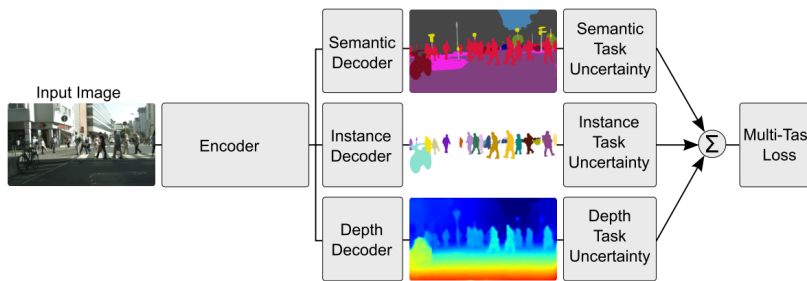 Input Image
Encoder
Semantic
Decoder
Semantic
Task
Uncertainty
Instance
Decoder
Instance
Task
Uncertainty
Depth
Decoder
Depth
Task
Uncertainty
Σ
Multi-Tas
Loss